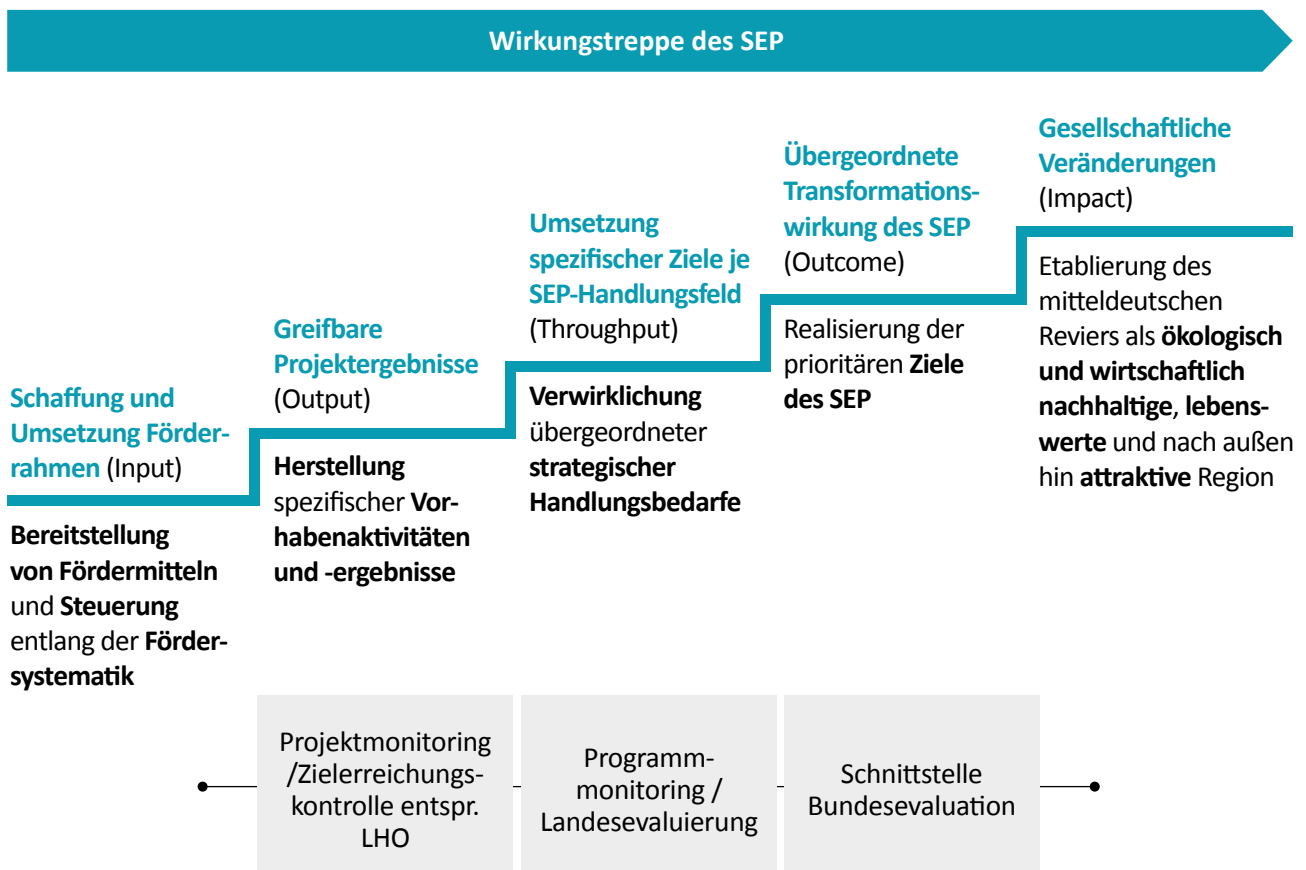 Wirkungstreppe des SEP
Schaffung und
Umsetzung Förder-
rahmen (Input)
Bereitstellung
von Fördermitteln
und Steuerung
entlang der Förder-
systematik
Greifbare
Projektergebnisse
(Output)
Herstellung
spezifischer Vor-
habenaktivitäten
und -ergebnisse
Umsetzung
spezifischer Ziele je
SEP-Handlungsfeld
(Throughput)
Verwirklichung
übergeordneter
strategischer
Handlungsbedarfe
Übergeordnete
Transformations-
wirkung des SEP
(Outcome)
Realisierung der
prioritären Ziele
des SEP
Gesellschaftliche
Veränderungen
(Impact)
Etablierung des
mitteldeutschen
Reviers als ökologisch
und wirtschaftlich
nachhaltige, lebens-
werte und nach außen
hin attraktive Region
Projektmonitoring
/Zielerreichungs-
kontrolle entspr.
LHO
Programm-
monitoring /
Landesevaluierung
Schnittstelle
Bundesevaluation